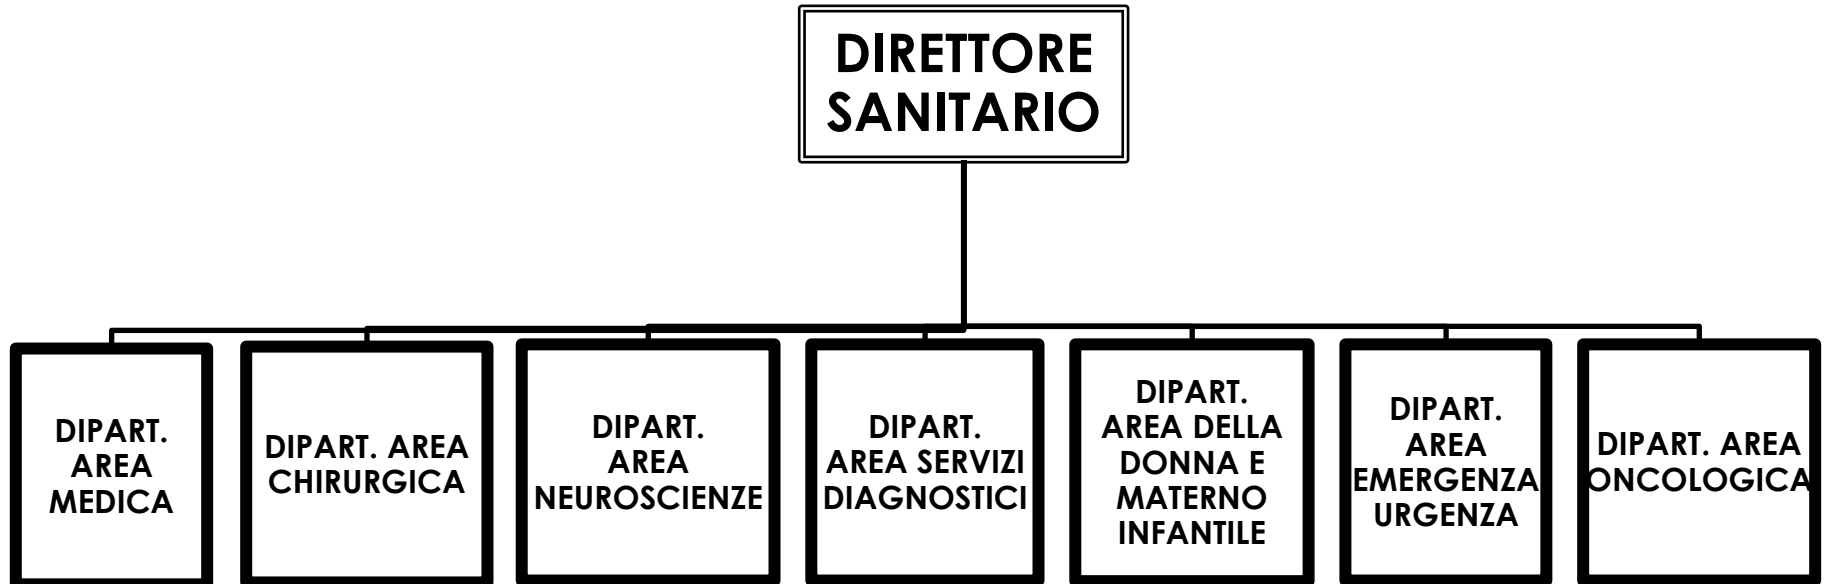 DIRETTORE
SANITARIO
DIPART.
AREA
MEDICA
DIPART. AREA
CHIRURGICA
DIPART.
AREA
NEUROSCIENZE
DIPART.
AREA SERVIZI
DIAGNOSTICI
DIPART.
AREA DELLA
DONNA E
MATERNO
INFANTILE
DIPART.
AREA
EMERGENZA
URGENZA
DIPART. AREA
ONCOLOGICA